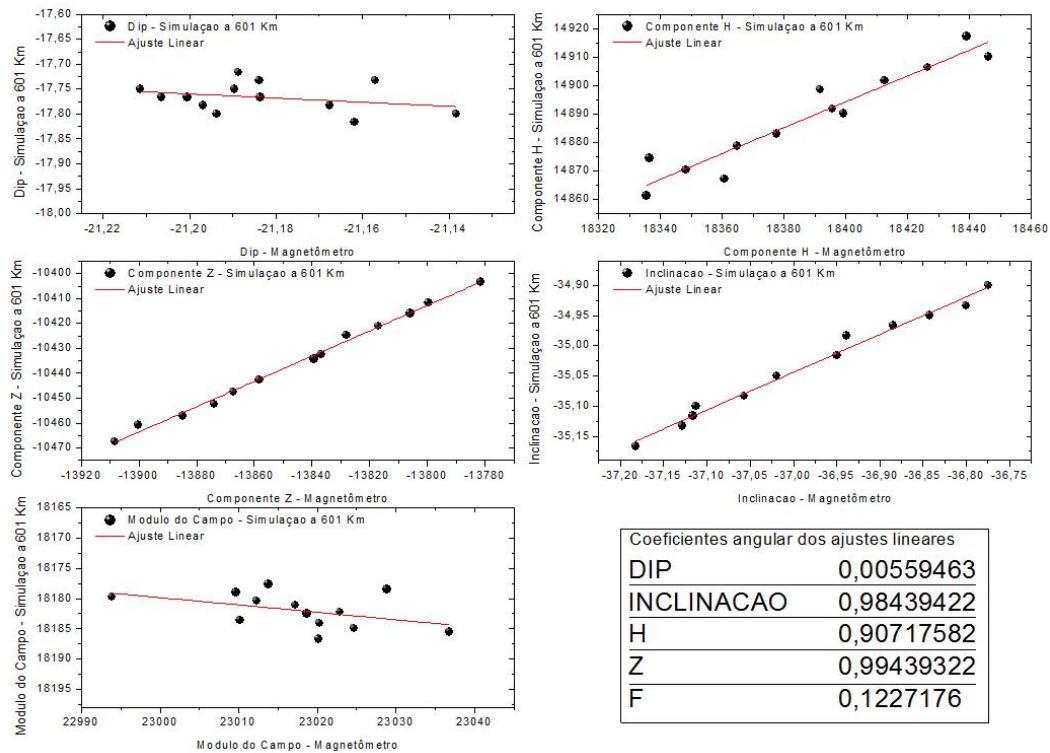 Dip - Simulaçao a 601 Km
Ajuste Linear
Dip - Simulaçao a 601 Km
-17,60
-17,65
-17,70
-17,75
-17,80
-17,85
-17,90
-17,95
-18,00
-21,22
-21,20
-21,18
-21,16
-21,14
Dip - Magnetômetro
Componente H - Simulaçao a 601 Km
Ajuste Linear
Componente H - Simulaçao a 601 Km
14920
14910
14900
14890
14880
14870
14860
18320
18340
18360
18380
18400
18420
18440
18460
Componente H - Magnetômetro
Componente Z - Simulaçao a 601 Km
Ajuste Linear
Componente Z - Simulaçao a 601 Km
-10400
-10410
-10420
-10430
-10440
-10450
-10460
-10470
-13920
-13900
-13880
-13860
-13840
-13820
-13800
-13780
Componente Z - Magnetômetro
Inclinacao - Simulaçao a 601 Km
Ajuste Linear
Inclinacao - Simulaçao a 601 Km
-34,90
-34,95
-35,00
-35,05
-35,10
-35,15
-37,20
-37,15
-37,10
-37,05
-37,00
-36,95
-36,90
-36,85
-36,80
-36,75
Inclinacao - Magnetômetro
Modulo do Campo - Simulaçao a 601 Km
Ajuste Linear
Modulo do Campo - Simulaçao a 601 Km
18165
18170
18175
18180
18185
18190
18195
22990
23000
23010
23020
23030
23040
Modulo do Campo - Magnetômetro
Coeficientes angular dos ajustes lineares
DIP 0,00559463
INCLINACAO 0,98439422
H 0,90717582
Z 0,99439322
F 0,1227176